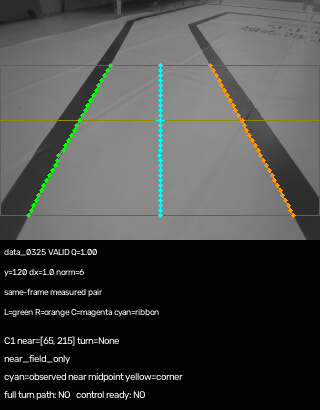 data_0325 VALID Q=1.00
y=120 dx=1.0 norm=6
same-frame measured pair
L=green R=orange C=magenta cyan=ribbon
C1 near=[65, 215] turn=None
near_field_only
cyan=observed near midpoint yellow=corner
full turn path: NO control ready: NO